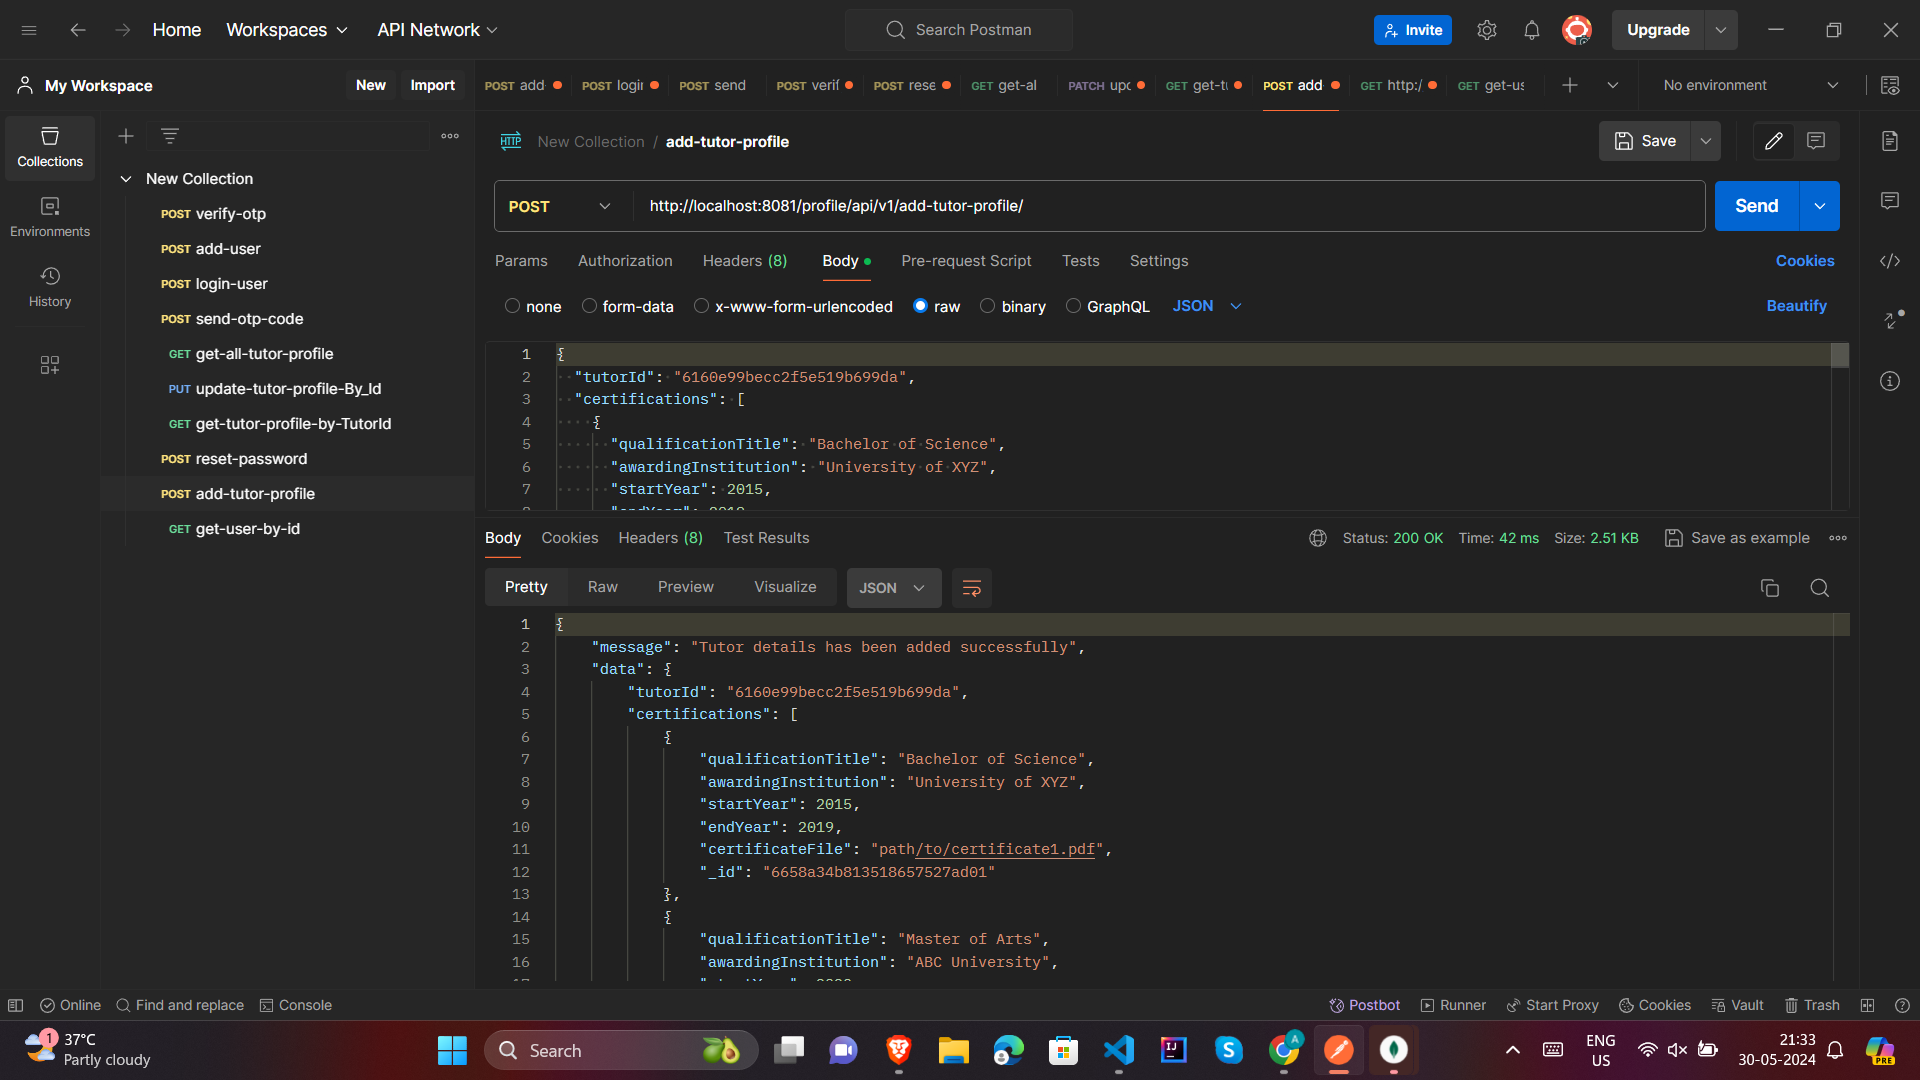 Home Workspaces API Network Search Postman Invite Upgrade
My Workspace New Import POST add POST login POST send POST verif POST rese GET get-al PATCH upd GET get-tu POST add GET http:/ GET get-us No environment
Collections
Environments
History
New Collection
POST verify-otp
POST add-user
POST login-user
POST send-otp-code
GET get-all-tutor-profile
PUT update-tutor-profile-By_Id
GET get-tutor-profile-by-TutorId
POST reset-password
POST add-tutor-profile
GET get-user-by-id
HTTP New Collection / add-tutor-profile Save
POST http://localhost:8081/profile/api/v1/add-tutor-profile/ Send
Params Authorization Headers (8) Body Pre-request Script Tests Settings Cookies
none form-data x-www-form-urlencoded raw binary GraphQL JSON Beautify
1 {
2 "tutorId": "6160e99becc2f5e519b699da",
3 "certifications": [
4 {
5 "qualificationTitle": "Bachelor of Science",
6 "awardingInstitution": "University of XYZ",
7 "startYear": 2015,
8 "endYear": 2019
Body Cookies Headers (8) Test Results Status: 200 OK Time: 42 ms Size: 2.51 KB Save as example
Pretty Raw Preview Visualize JSON
1 {
2 "message": "Tutor details has been added successfully",
3 "data": {
4 "tutorId": "6160e99becc2f5e519b699da",
5 "certifications": [
6 {
7 "qualificationTitle": "Bachelor of Science",
8 "awardingInstitution": "University of XYZ",
9 "startYear": 2015,
10 "endYear": 2019,
11 "certificateFile": "path/to/certificate1.pdf",
12 "_id": "6658a34b813518657527ad01"
13 },
14 {
15 "qualificationTitle": "Master of Arts",
16 "awardingInstitution": "ABC University",
Online Find and replace Console Postbot Runner Start Proxy Cookies Vault Trash
1 37°C
Partly cloudy
Search
A
ENG
US
21:33
30-05-2024
PRE